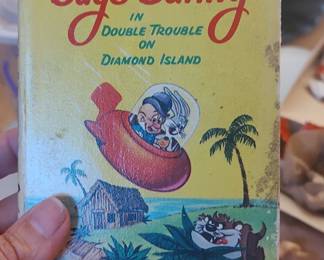 Bugs Bunny
IN
DOUBLE TROUBLE
ON
DIAMOND ISLAND